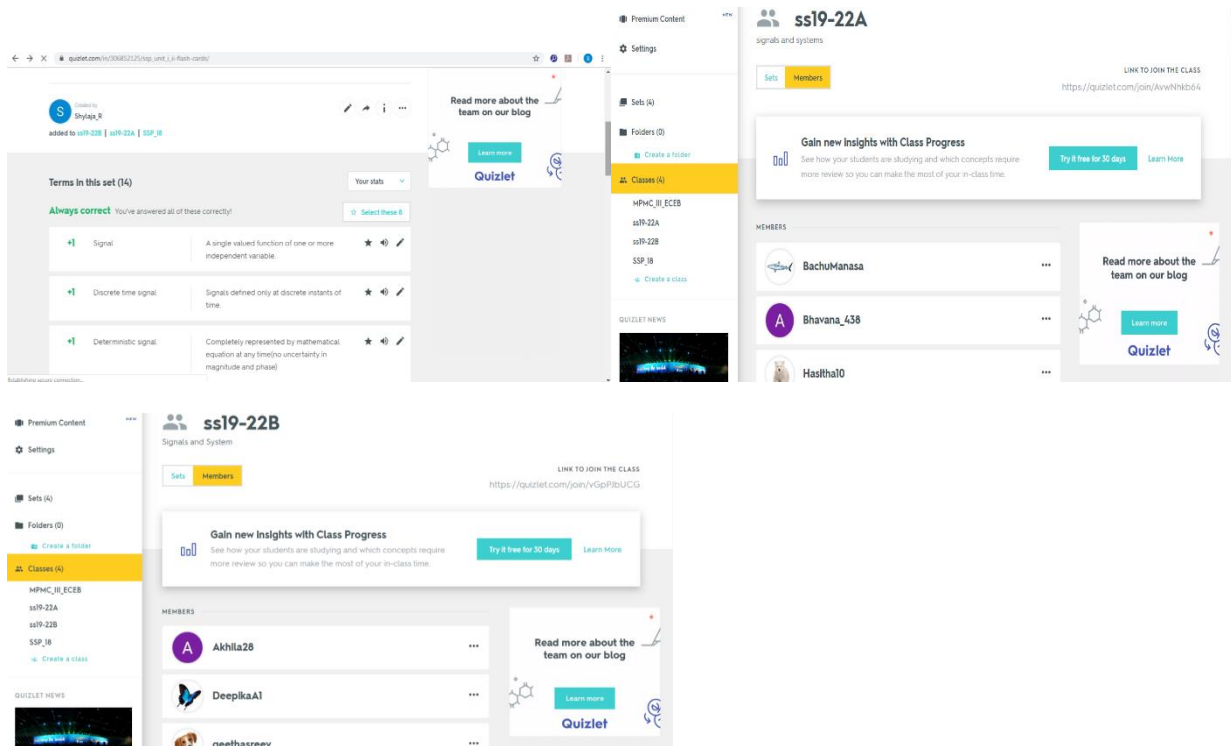 quizlet.com/in/306852125/ssp_unit_i_ii-flash-cards/
S
Created by
Shylaja_R
added to ss19-22B | ss19-22A | SSP_18
Terms in this set (14)
Your stats
Always correct You've answered all of these correctly!
Select these 8
+1 Signal A single valued function of one or more
independent variable.
+1 Discrete time signal Signals defined only at discrete instants of
time.
+1 Deterministic signal Completely represented by mathematical
equation at any time(no uncertainty in
magnitude and phase)
Establishing secure connection...
Read more about the
team on our blog
Learn more
Quizlet
Premium Content NEW
Settings
Sets (4)
Folders (0)
Create a folder
Classes (4)
MPMC_III_ECEB
ss19-22A
ss19-22B
SSP_18
Create a class
QUIZLET NEWS
ss19-22A
signals and systems
Sets Members
LINK TO JOIN THE CLASS
https://quizlet.com/join/AvwNhkb64
Gain new insights with Class Progress
See how your students are studying and which concepts require
more review so you can make the most of your in-class time.
Try it free for 30 days Learn More
MEMBERS
BachuManasa
A Bhavana_438
Hasitha10
Read more about the
team on our blog
Learn more
Quizlet
Premium Content NEW
Settings
Sets (4)
Folders (0)
Create a folder
Classes (4)
MPMC_III_ECEB
ss19-22A
ss19-22B
SSP_18
Create a class
QUIZLET NEWS
ss19-22B
Signals and System
Sets Members
LINK TO JOIN THE CLASS
https://quizlet.com/join/vGpPJbUCG
Gain new insights with Class Progress
See how your students are studying and which concepts require
more review so you can make the most of your in-class time.
Try it free for 30 days Learn More
MEMBERS
A Akhila28
DeepikaA1
geethasreev
Read more about the
team on our blog
Learn more
Quizlet